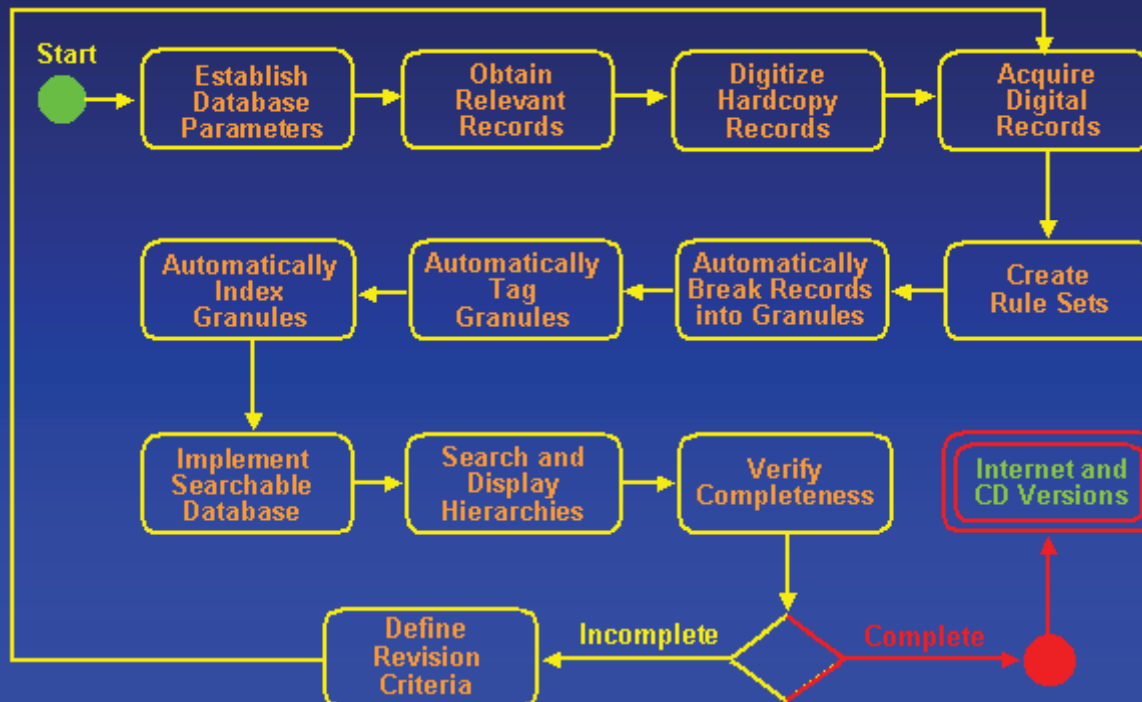 Start
Establish
Database
Parameters
Obtain
Relevant
Records
Digitize
Hardcopy
Records
Acquire
Digital
Records
Automatically
Index
Granules
Automatically
Tag
Granules
Automatically
Break Records
into Granules
Create
Rule Sets
Implement
Searchable
Database
Search and
Display
Hierarchies
Verify
Completeness
Internet and
CD Versions
Define
Revision
Criteria
Incomplete
Complete